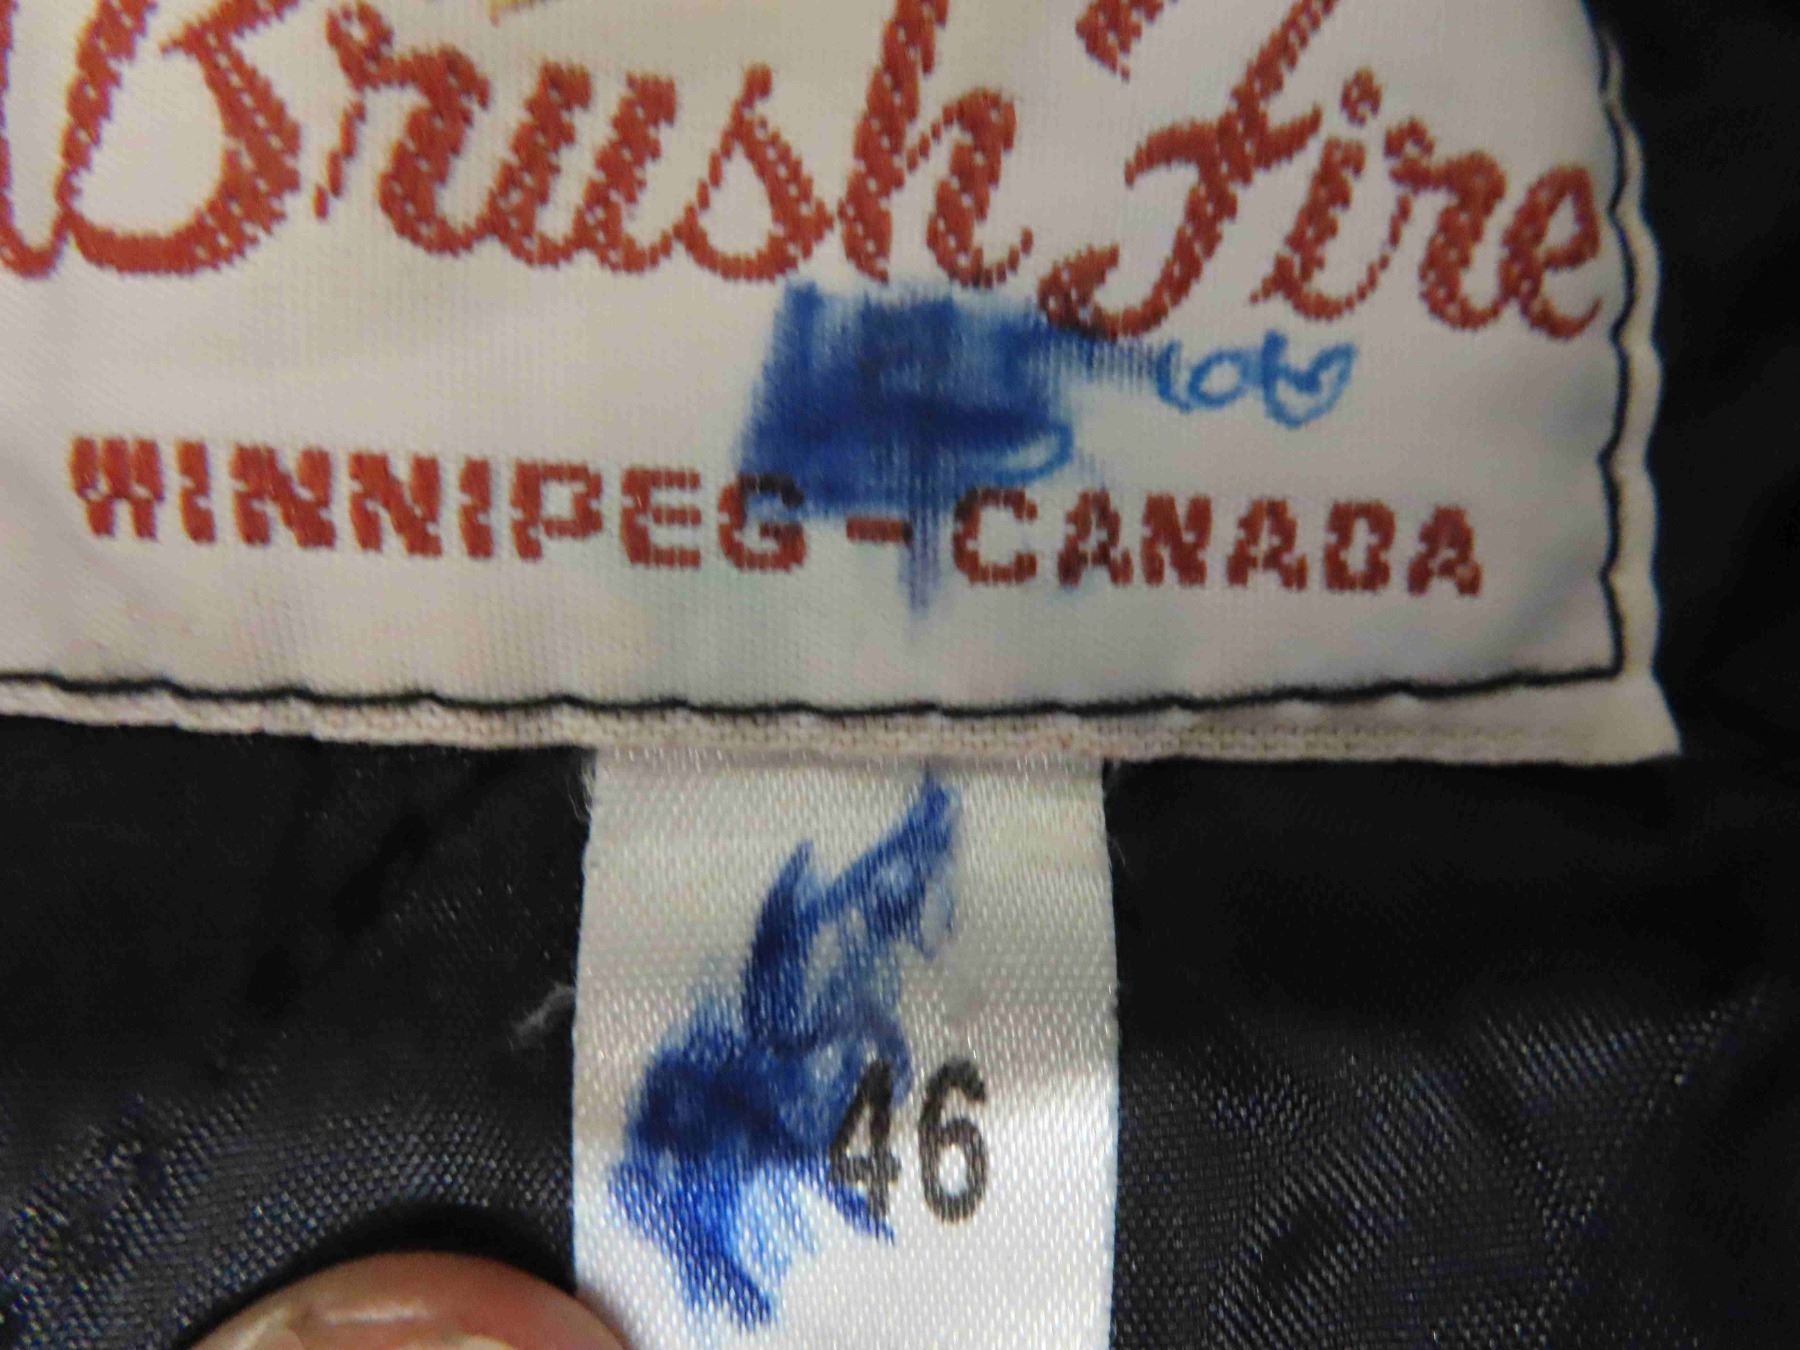 Brush Fire
WINNIPEG - CANADA
46